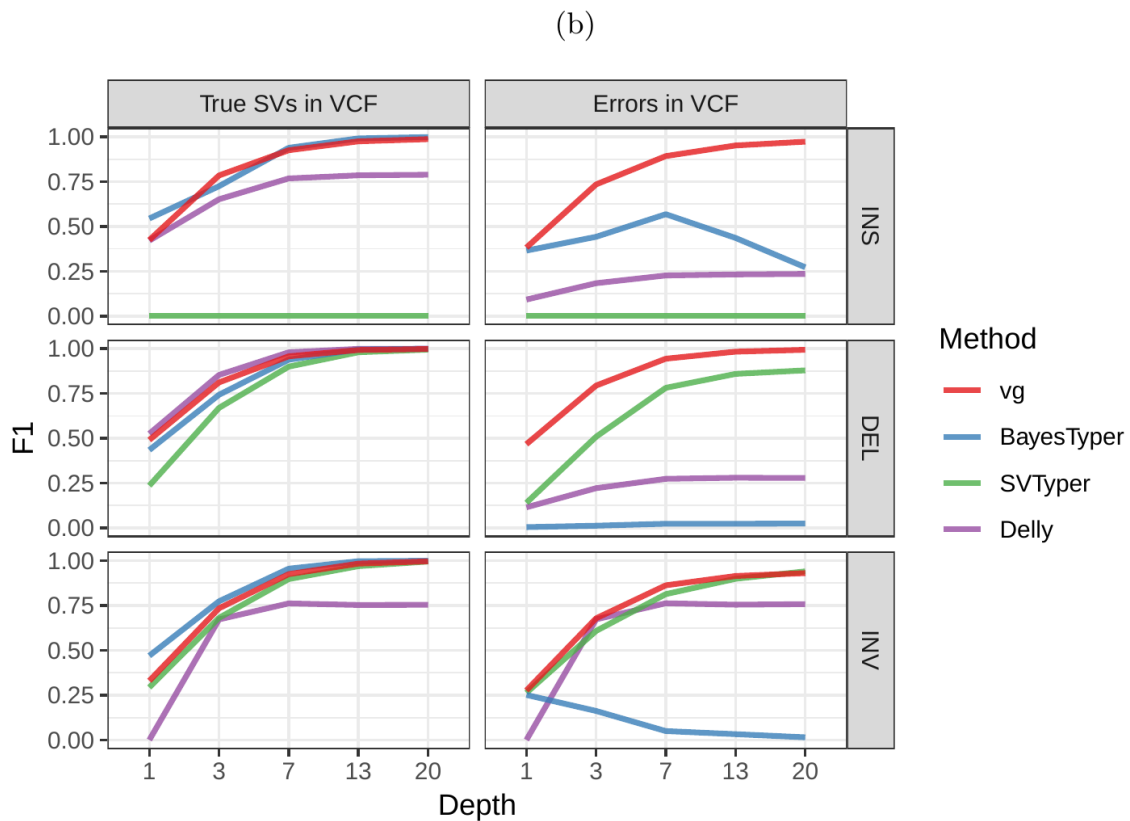 (b)
True SVs in VCF
Errors in VCF
1.00
0.75
0.50
0.25
0.00
INS
1.00
0.75
0.50
0.25
0.00
DEL
1.00
0.75
0.50
0.25
0.00
INV
F1
1 3 7 13 20
1 3 7 13 20
Depth
Method
vg
BayesTyper
SVTyper
Delly